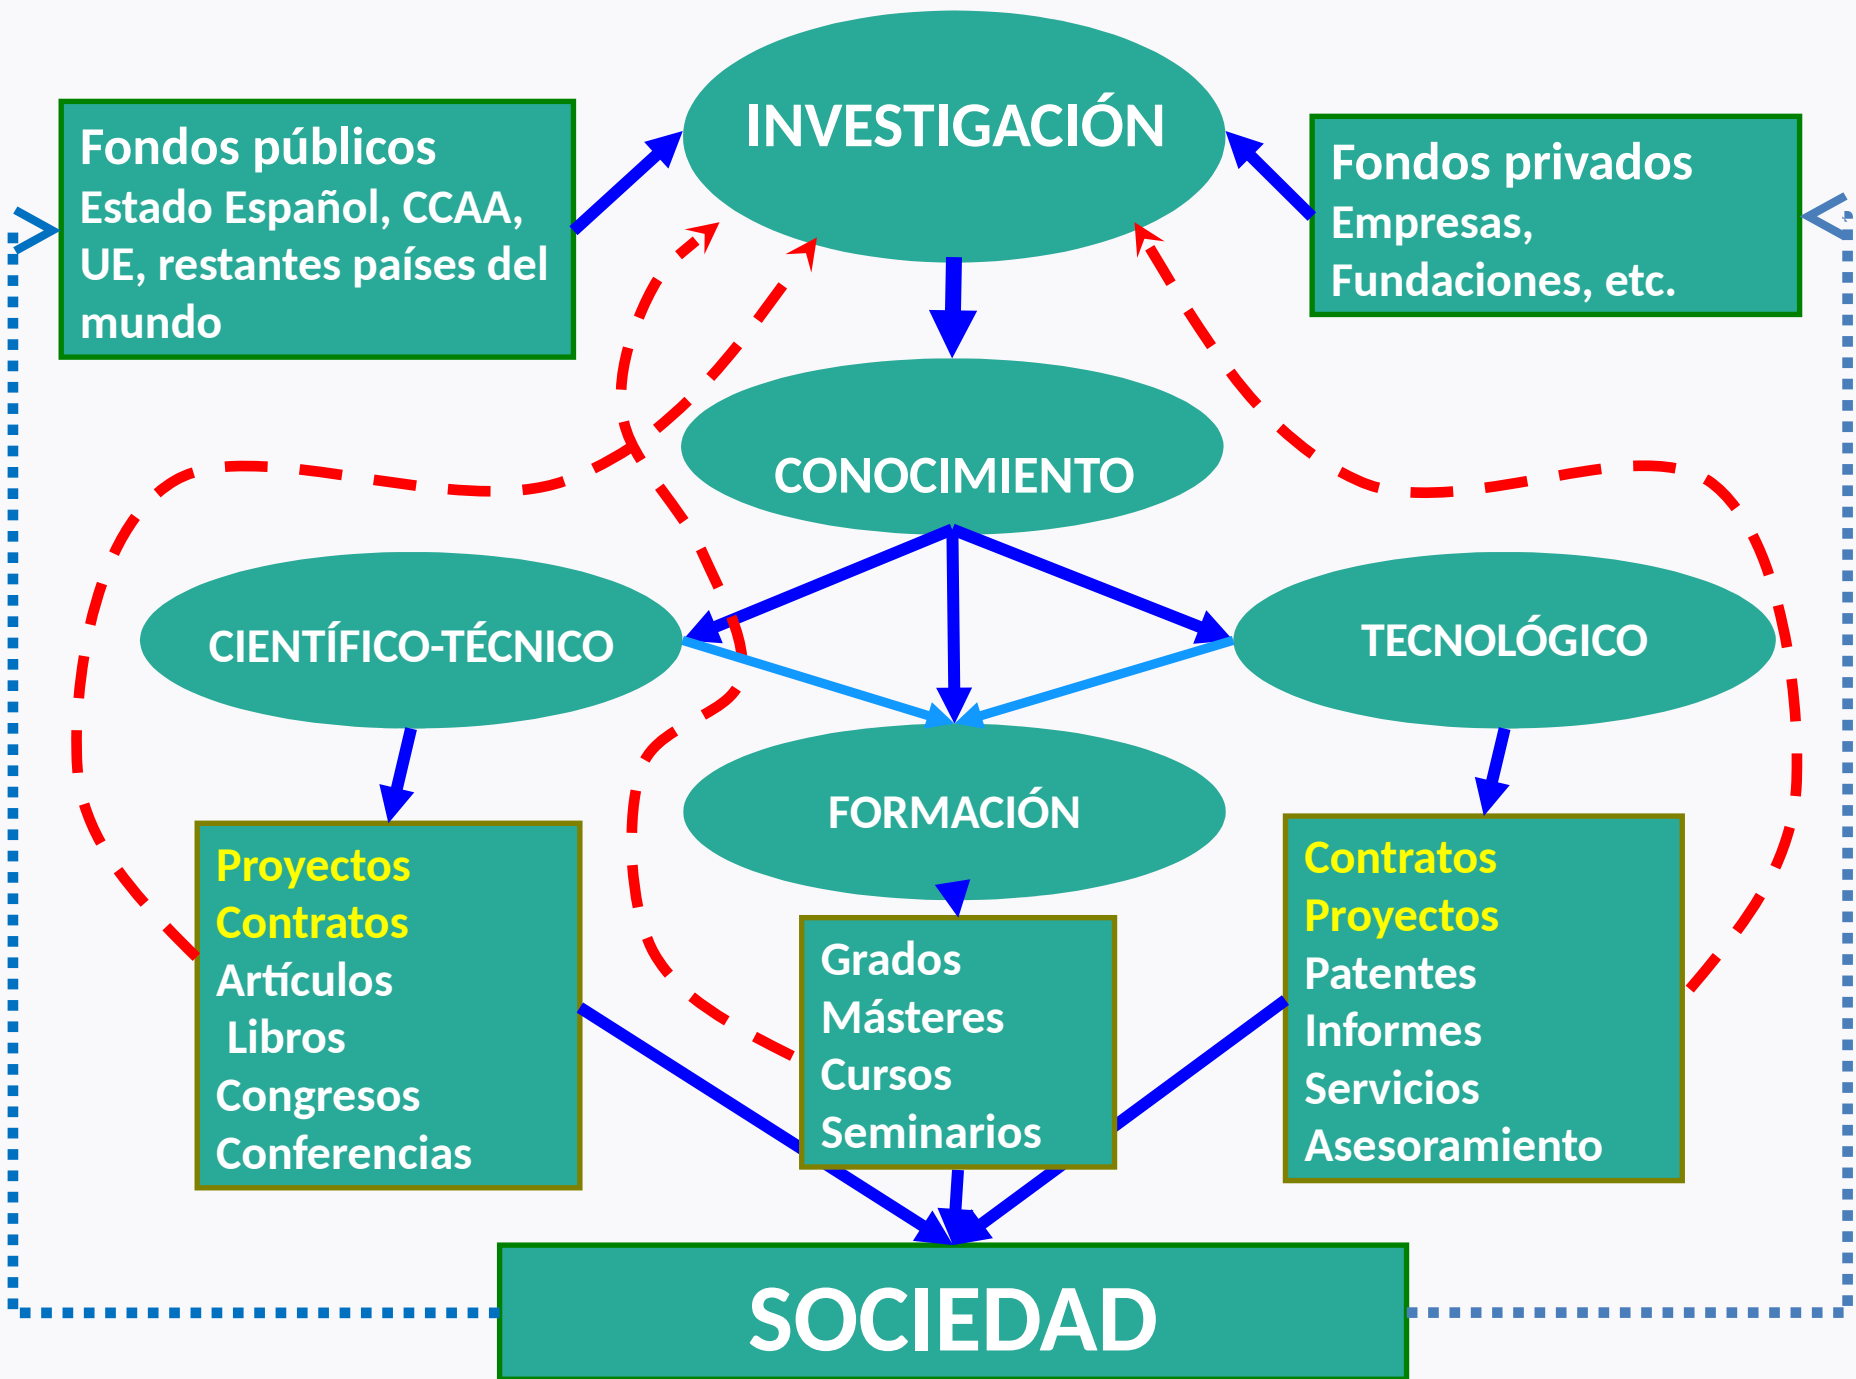 INVESTIGACIÓN
Fondos públicos
Estado Español, CCAA,
UE, restantes países del
mundo
Fondos privados
Empresas,
Fundaciones, etc.
CONOCIMIENTO
CIENTÍFICO-TÉCNICO
TECNOLÓGICO
FORMACIÓN
Proyectos
Contratos
Artículos
Libros
Congresos
Conferencias
Grados
Másteres
Cursos
Seminarios
Contratos
Proyectos
Patentes
Informes
Servicios
Asesoramiento
SOCIEDAD